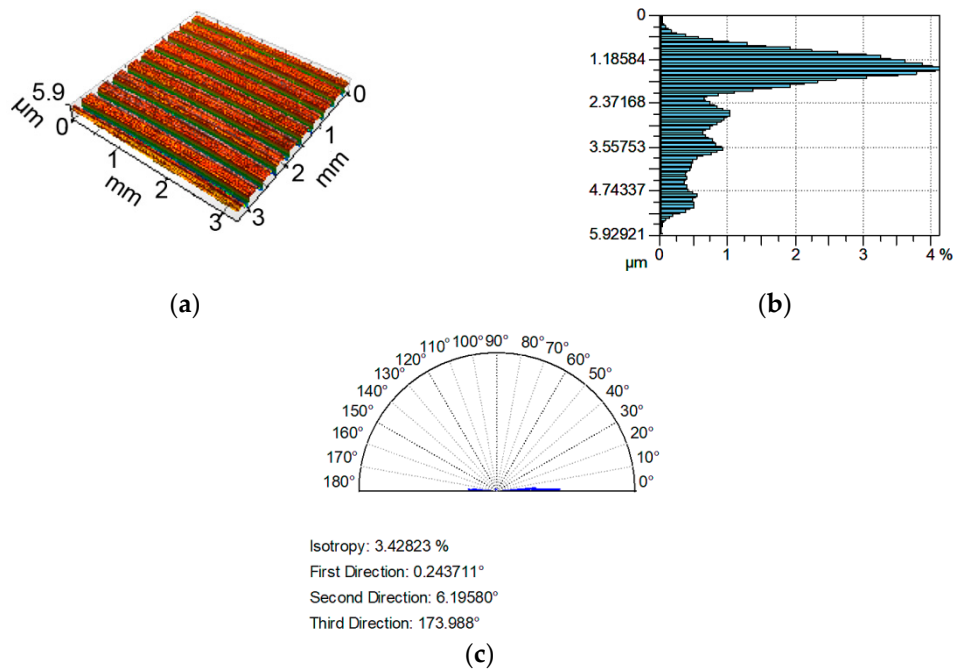 5.9
µm
0
1
mm
2
3
3
2
mm
1
0
(a)
0
1.18584
2.37168
3.55753
4.74337
5.92921
µm
0 1 2 3 4 %
(b)
180° 170° 160° 150° 140° 130° 120° 110° 100° 90° 80° 70° 60° 50° 40° 30° 20° 10° 0°
Isotropy: 3.42823 %
First Direction: 0.243711°
Second Direction: 6.19580°
Third Direction: 173.988°
(c)